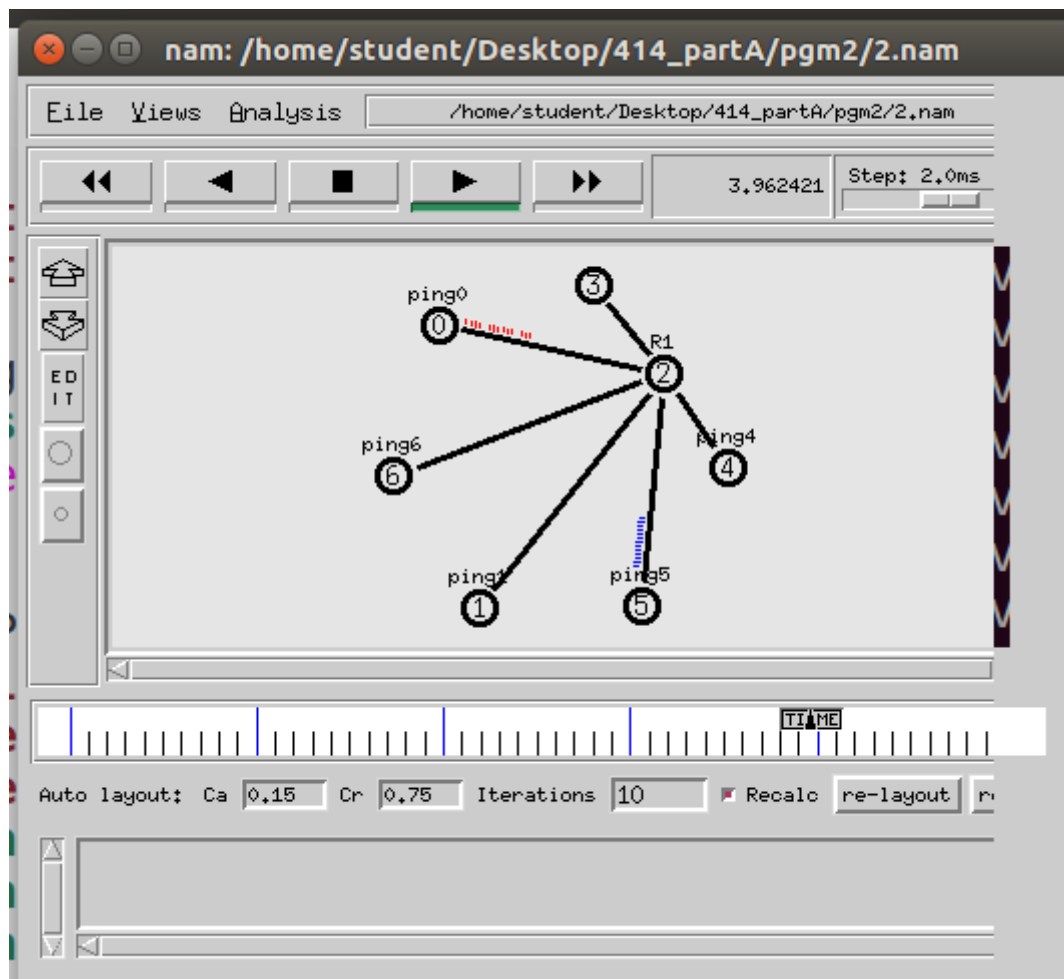 nam: /home/student/Desktop/414_partA/pgm2/2.nam
File Views Analysis /home/student/Desktop/414_partA/pgm2/2.nam
3.962421 Step: 2.0ms
ED
IT
ping0
0
3
R1
2
ping6
6
ping4
4
ping1
1
ping5
5
TIME
Auto layout: Ca 0.15 Cr 0.75 Iterations 10 Recalc re-layout